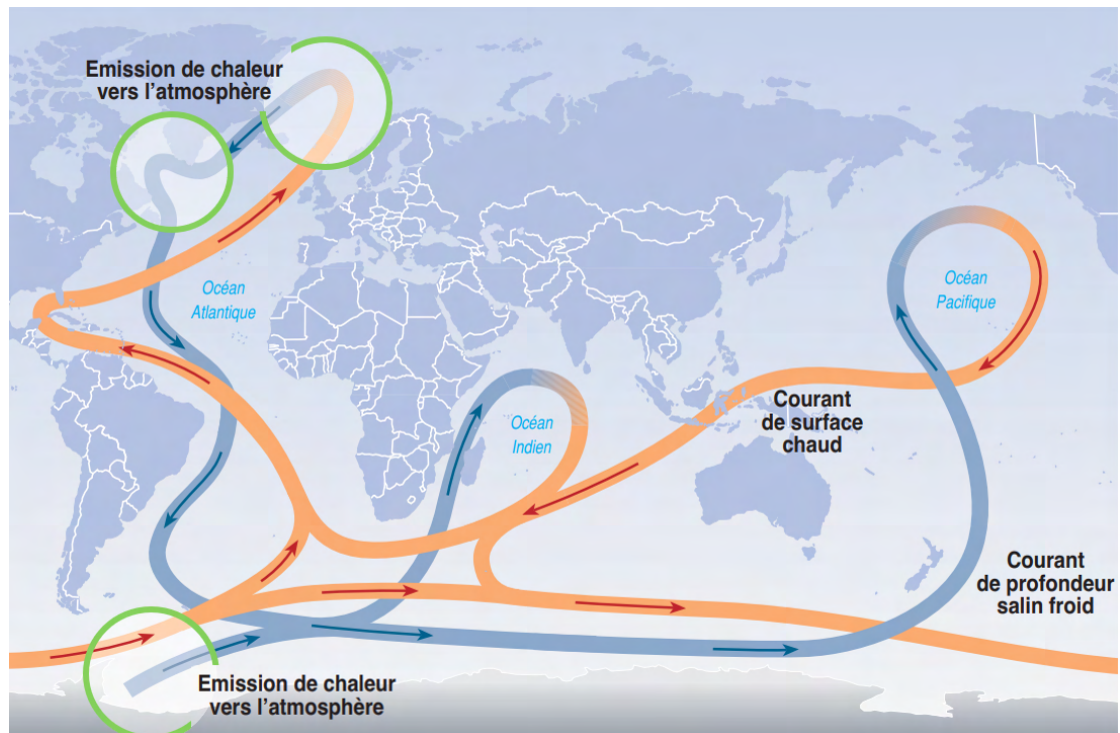 Emission de chaleur
vers l'atmosphère
Océan
Atlantique
Océan
Pacifique
Océan
Indien
Courant
de surface
chaud
Courant
de profondeur
salin froid
Emission de chaleur
vers l'atmosphère